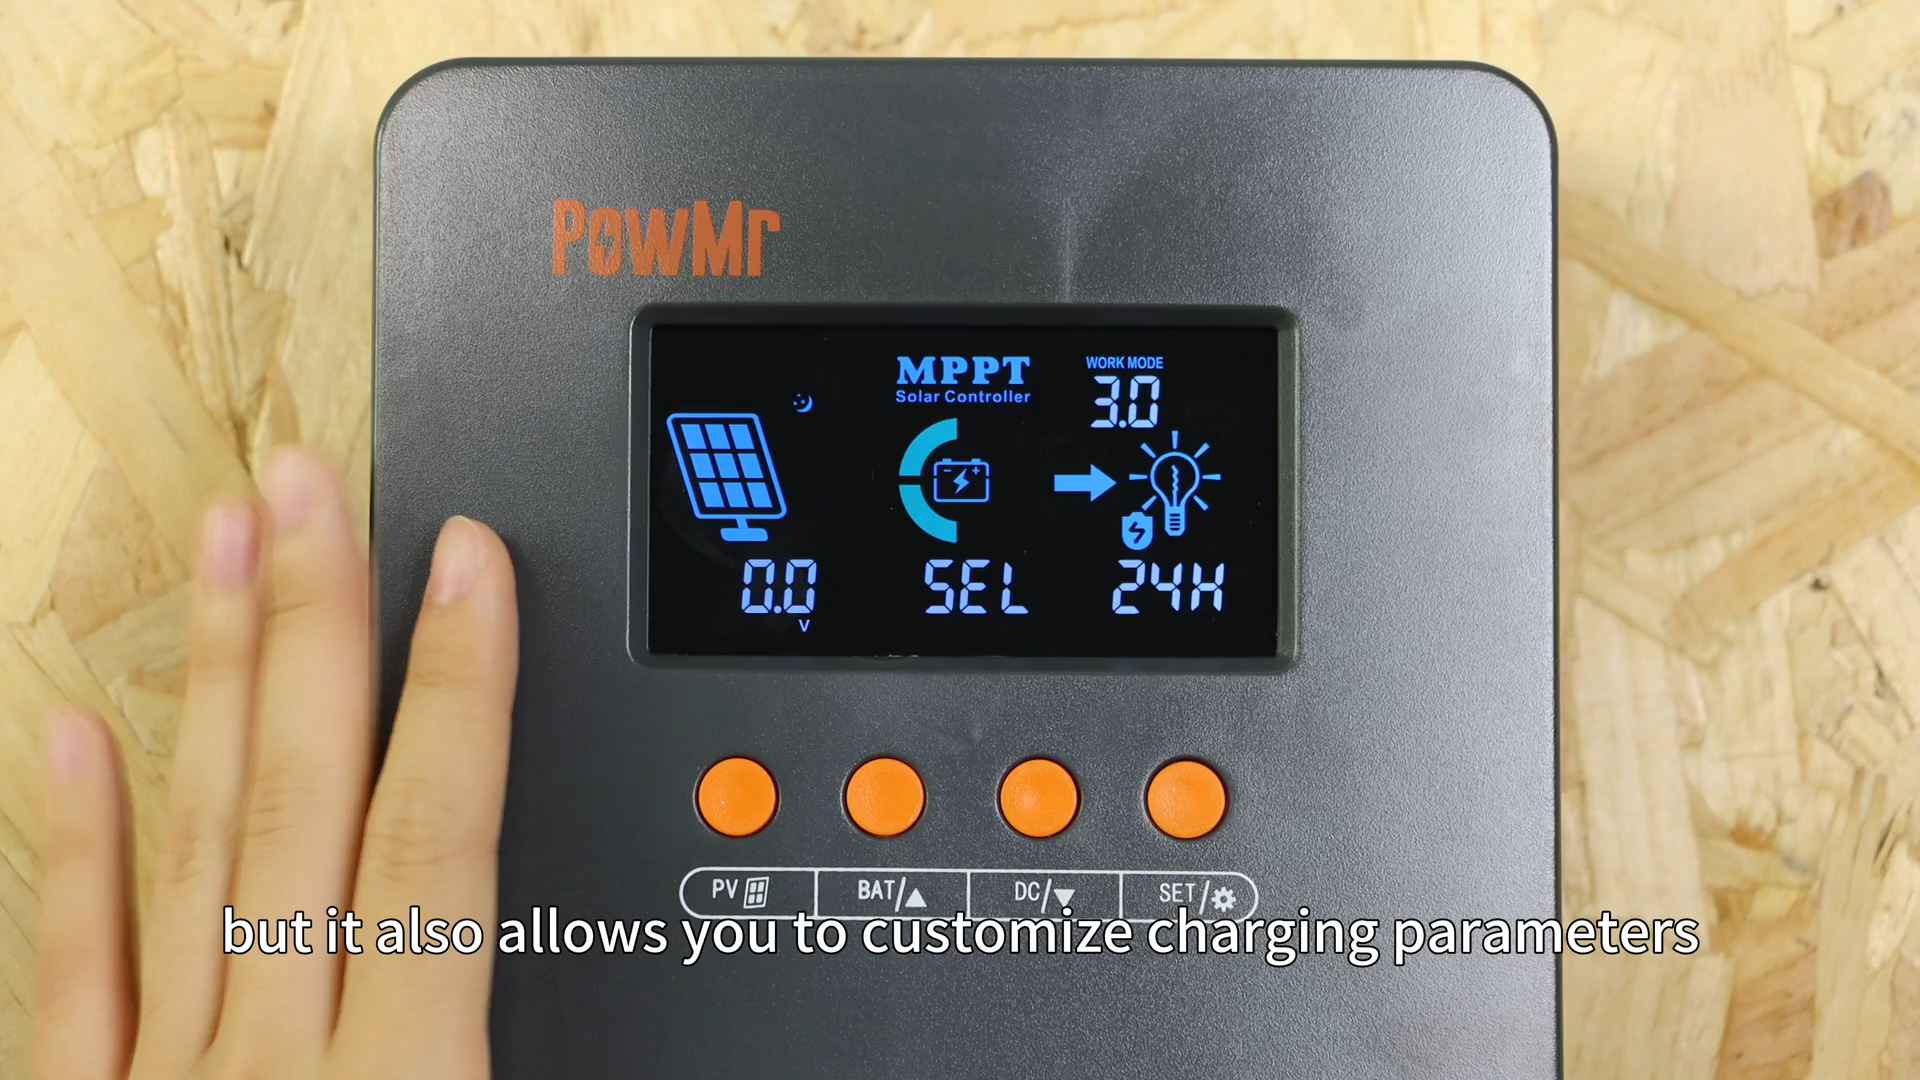 PowMr
MPPT
Solar Controller
WORK MODE
3.0
0.0
V
SEL
24H
PV
BAT/▲
DC/▼
SET/
but it also allows you to customize charging parameters